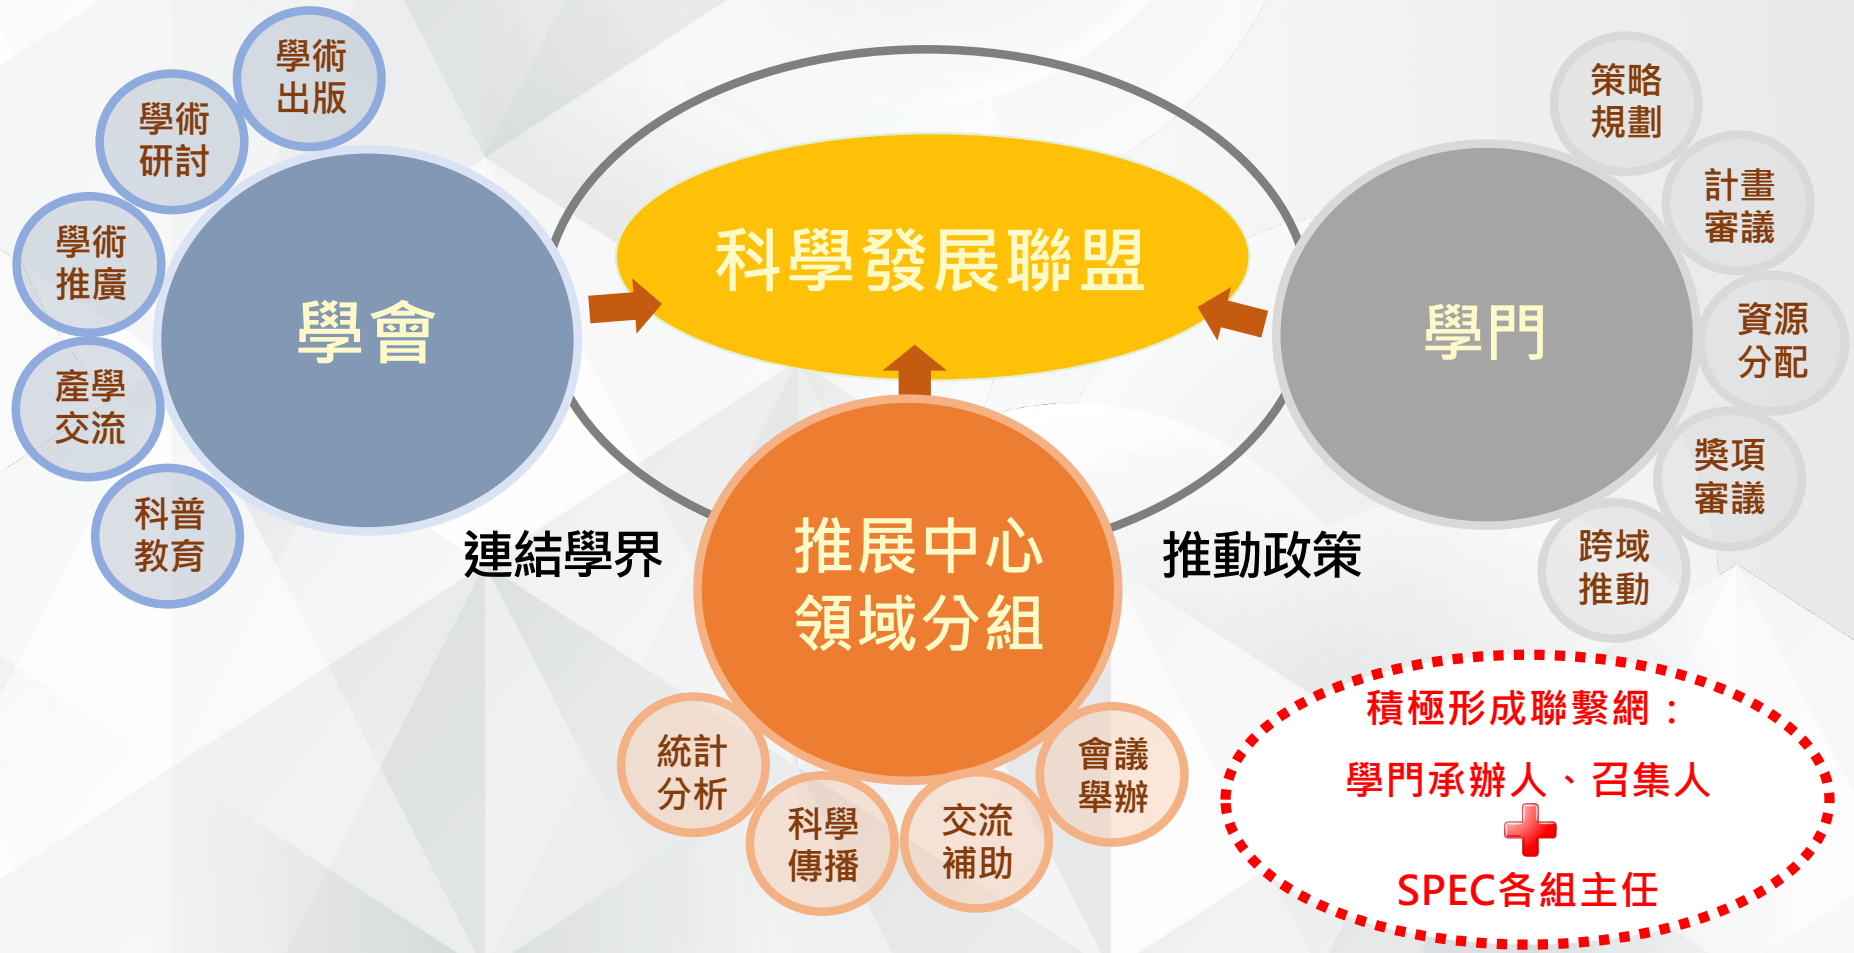 學術
出版
學術
研討
學術
推廣
產學
交流
科普
教育
學會
科學發展聯盟
學門
策略
規劃
計畫
審議
資源
分配
獎項
審議
跨域
推動
連結學界
推展中心
領域分組
推動政策
統計
分析
科學
傳播
交流
補助
會議
舉辦
積極形成聯繫網：
學門承辦人、召集人
SPEC各組主任